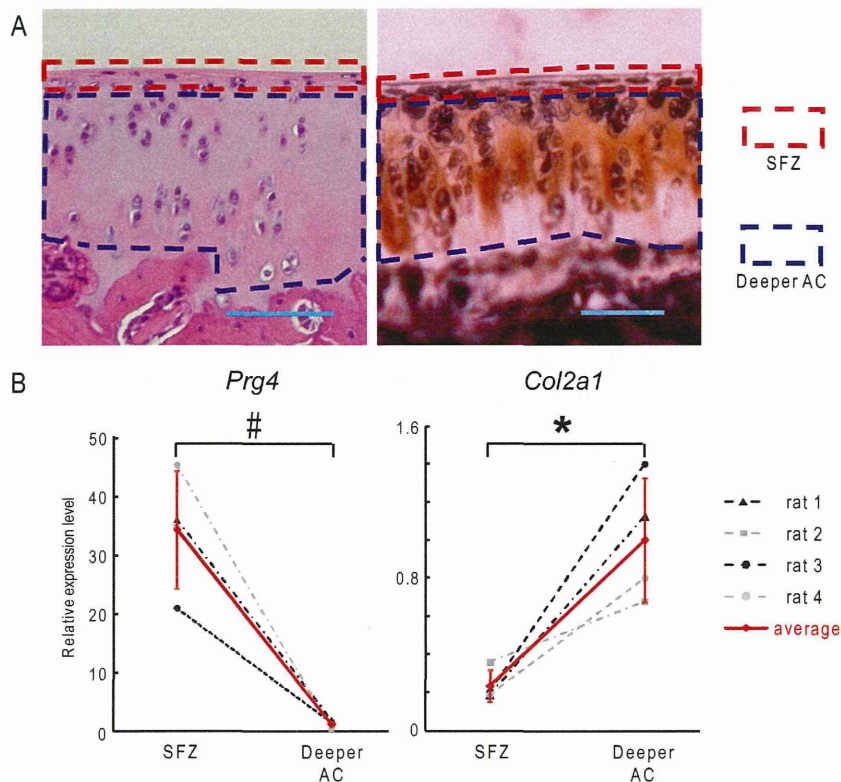 A
SFZ
Deeper AC
B
Prg4
Col2a1
#
*
Relative expression level
50
40
30
20
10
0
1.6
0.8
0
SFZ
Deeper
AC
SFZ
Deeper
AC
rat 1
rat 2
rat 3
rat 4
average